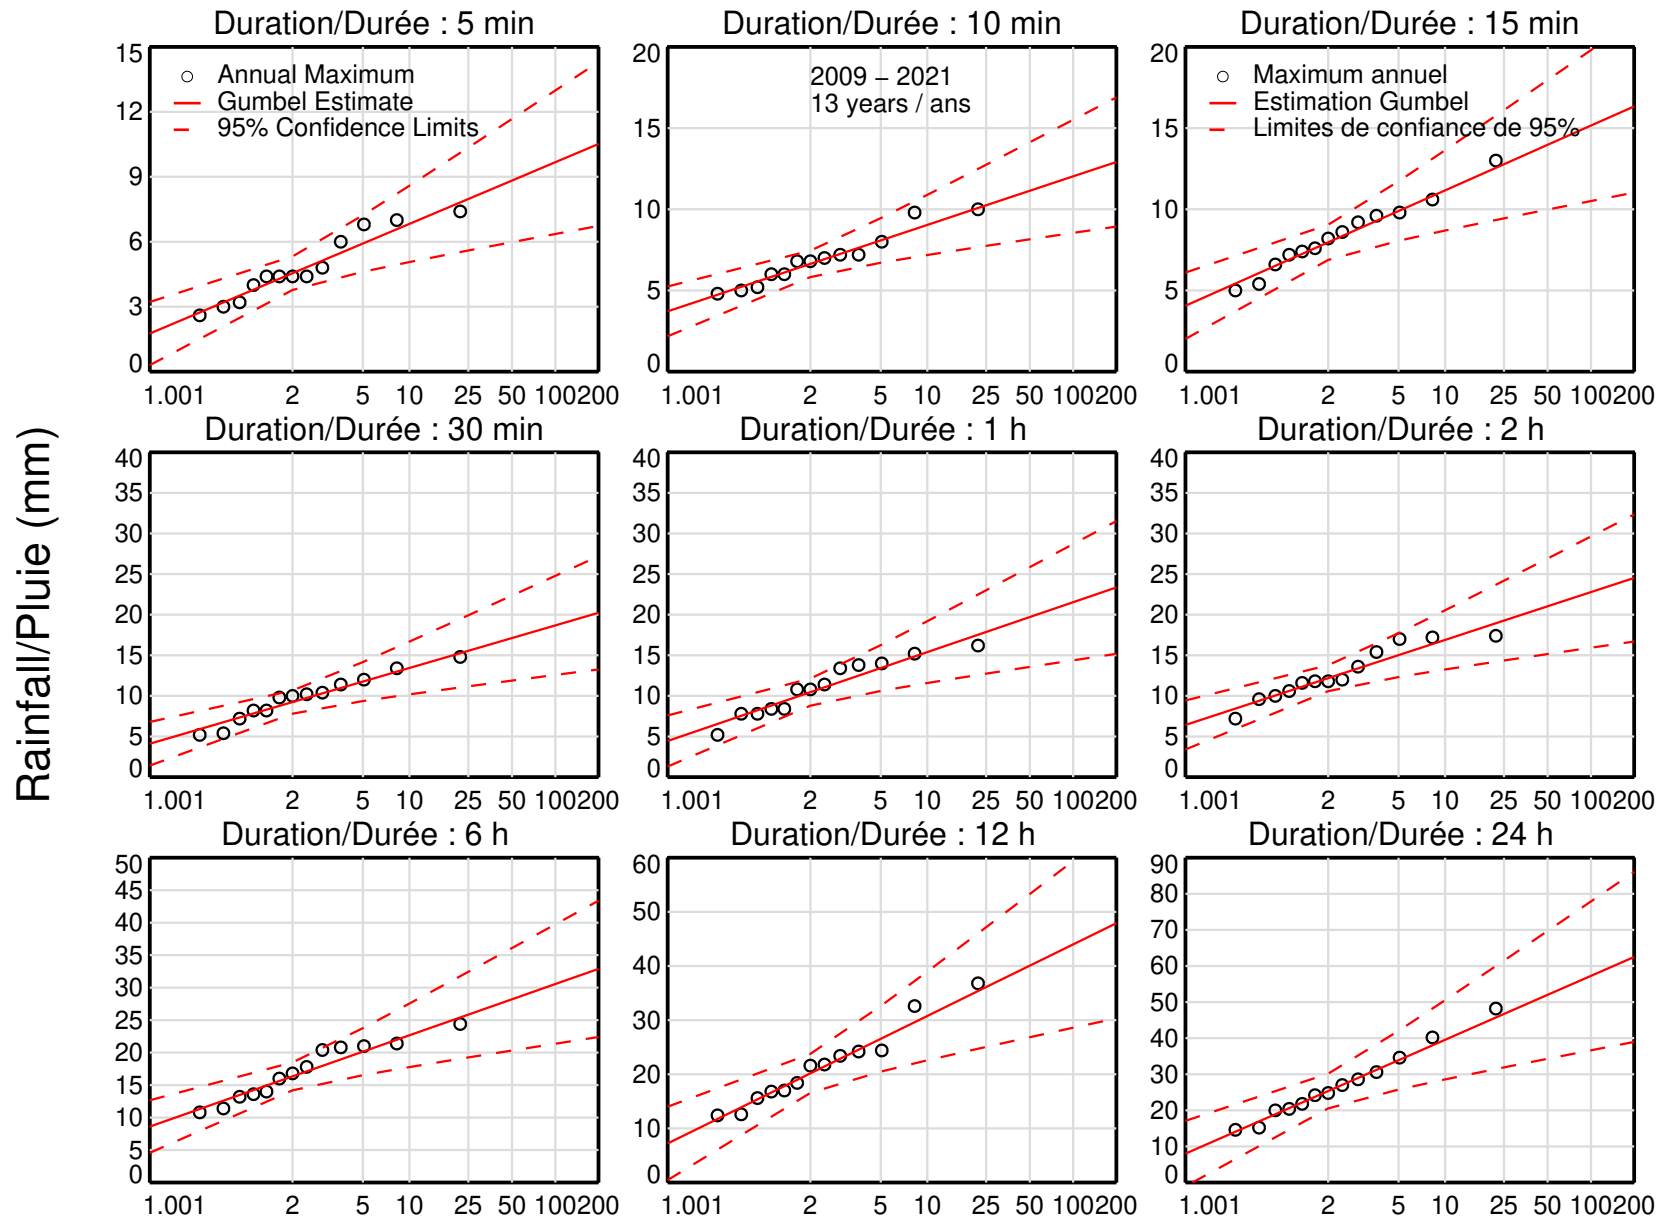 Duration/Durée : 5 min
Duration/Durée : 10 min
Duration/Durée : 15 min
15
12
9
6
3
0
Annual Maximum
Gumbel Estimate
95% Confidence Limits
1.001 2 5 10 25 50 100200
20
15
10
5
0
2009 − 2021
13 years / ans
1.001 2 5 10 25 50 100200
20
15
10
5
0
Maximum annuel
Estimation Gumbel
Limites de confiance de 95%
1.001 2 5 10 25 50 100200
Rainfall/Pluie (mm)
Duration/Durée : 30 min
Duration/Durée : 1 h
Duration/Durée : 2 h
40
35
30
25
20
15
10
5
0
1.001 2 5 10 25 50 100200
40
35
30
25
20
15
10
5
0
1.001 2 5 10 25 50 100200
40
35
30
25
20
15
10
5
0
1.001 2 5 10 25 50 100200
Duration/Durée : 6 h
Duration/Durée : 12 h
Duration/Durée : 24 h
50
45
40
35
30
25
20
15
10
5
0
1.001 2 5 10 25 50 100200
60
50
40
30
20
10
0
1.001 2 5 10 25 50 100200
90
80
70
60
50
40
30
20
10
0
1.001 2 5 10 25 50 100200